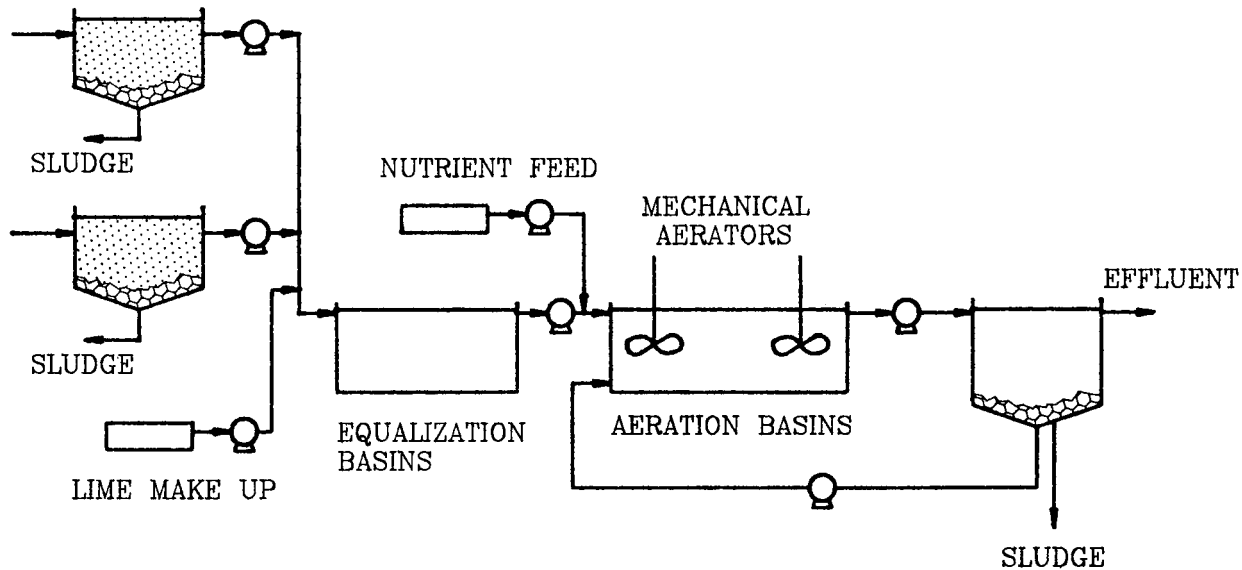 SLUDGE
NUTRIENT FEED
MECHANICAL
AERATORS
EFFLUENT
SLUDGE
EQUALIZATION
BASINS
AERATION BASINS
LIME MAKE UP
SLUDGE